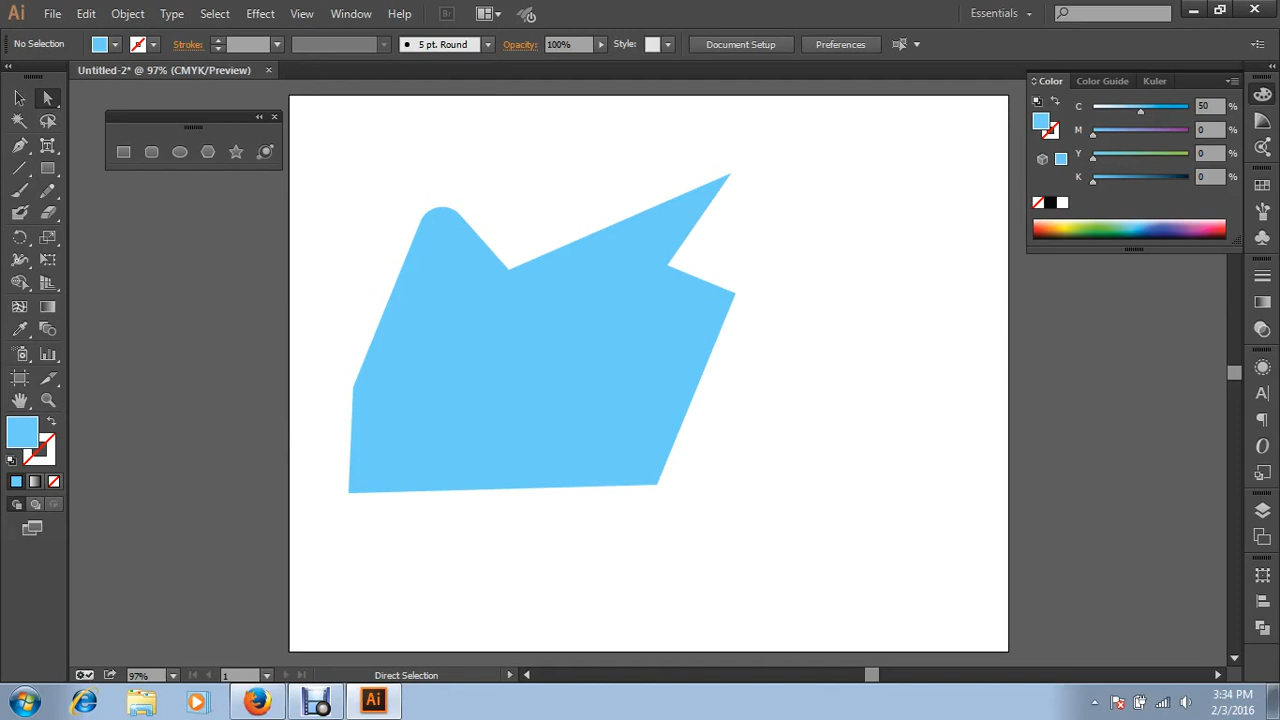 Ai File Edit Object Type Select Effect View Window Help Br Essentials
No Selection Stroke: 5 pt. Round Opacity: 100% Style: Document Setup Preferences
Untitled-2* @ 97% (CMYK/Preview) ×
Color Color Guide Kuler
C 50 %
M 0 %
Y 0 %
K 0 %
T
A
O
97% 1 Direct Selection
Ai
3:34 PM
2/3/2016